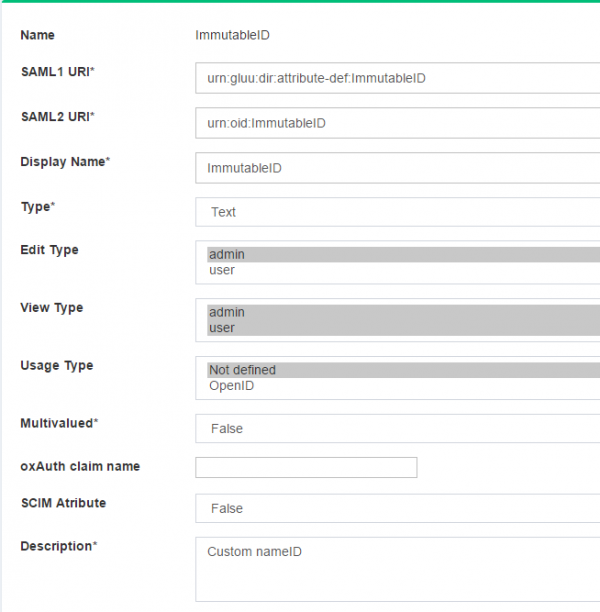 Name ImmutableID
SAML1 URI* urn:gluu:dir:attribute-def:ImmutableID
SAML2 URI* urn:oid:ImmutableID
Display Name* ImmutableID
Type* Text
Edit Type admin
user
View Type admin
user
Usage Type Not defined
OpenID
Multivalued* False
oxAuth claim name
SCIM Atribute False
Description* Custom nameID